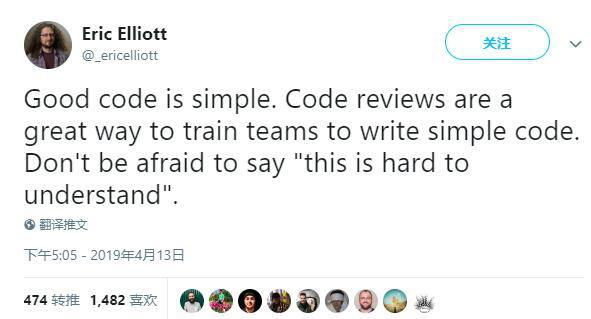 Eric Elliott
@_ericelliott
关注
Good code is simple. Code reviews are a
great way to train teams to write simple code.
Don't be afraid to say "this is hard to
understand".
翻译推文
下午5:05 - 2019年4月13日
474 转推 1,482 喜欢